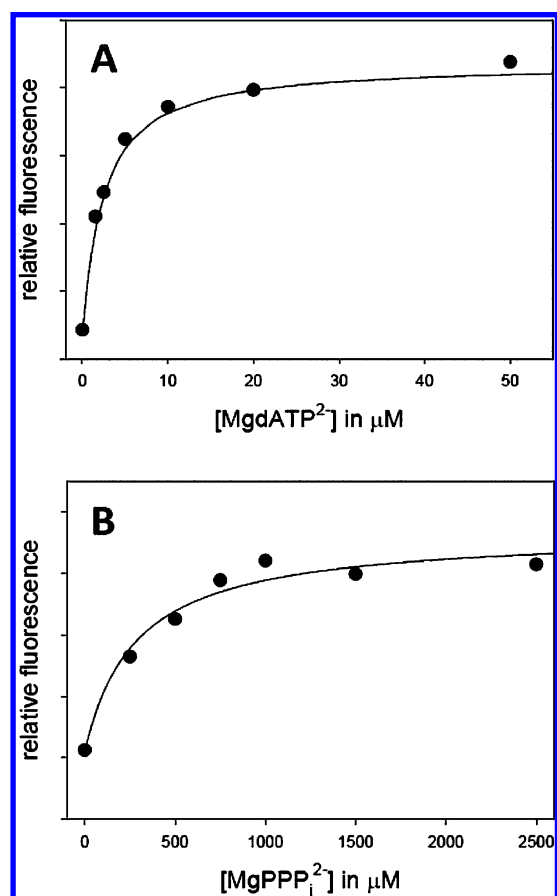 A
relative fluorescence
0 10 20 30 40 50
[MgdATP²⁻] in μM
B
relative fluorescence
0 500 1000 1500 2000 2500
[MgPPPᵢ²⁻] in μM